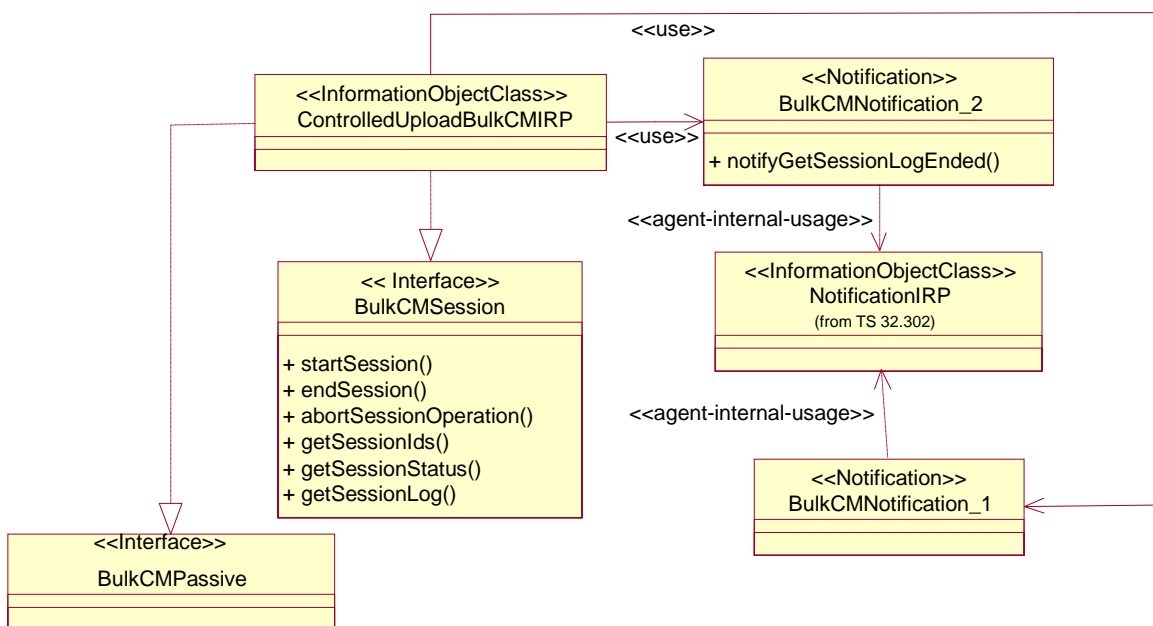 <<use>>
<<InformationObjectClass>>
ControlledUploadBulkCMIRP
<<use>>
<<Notification>>
BulkCMNotification_2
+ notifyGetSessionLogEnded()
<<agent-internal-usage>>
<< Interface>>
BulkCMSession
+ startSession()
+ endSession()
+ abortSessionOperation()
+ getSessionIds()
+ getSessionStatus()
+ getSessionLog()
<<InformationObjectClass>>
NotificationIRP
(from TS 32.302)
<<agent-internal-usage>>
<<Notification>>
BulkCMNotification_1
<<Interface>>
BulkCMPassive